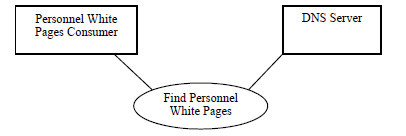 Personnel White
Pages Consumer
DNS Server
Find Personnel
White Pages